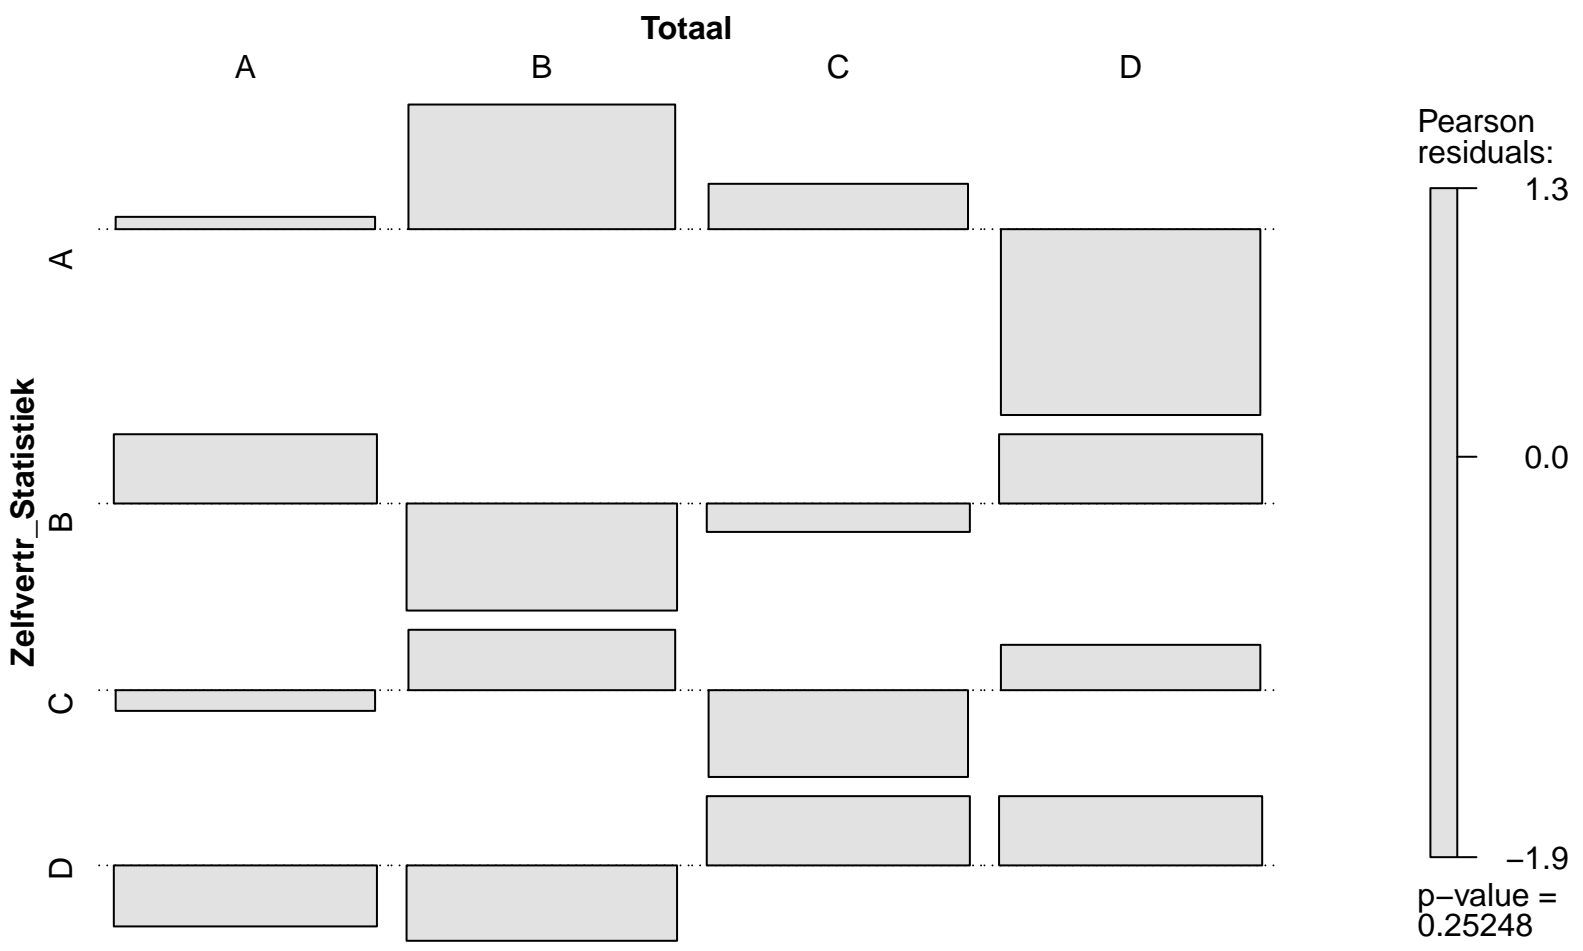 Totaal
A B C D
Zelfvertr_Statistiek
A
B
C
D
Pearson
residuals:
1.3
0.0
−1.9
p−value =
0.25248